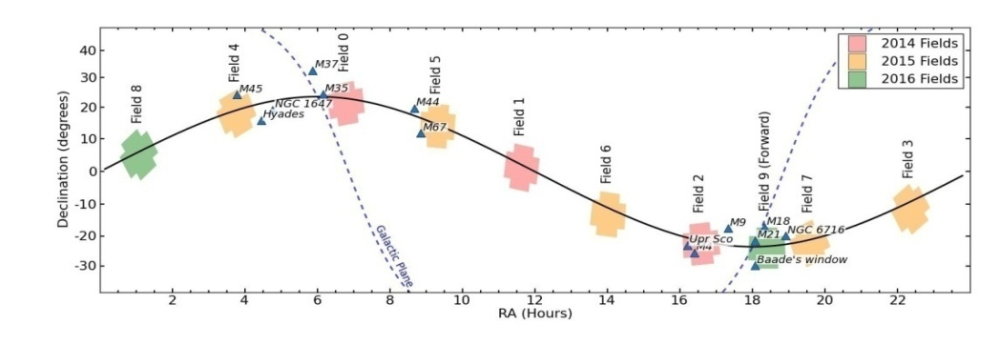 Declination (degrees)
40
30
20
10
0
-10
-20
-30
2
4
6
8
10
12
14
16
18
20
22
RA (Hours)
2014 Fields
2015 Fields
2016 Fields
Field 8
Field 4
Field 0
Field 5
Field 1
Field 6
Field 2
Field 9 (Forward)
Field 7
Field 3
M45
NGC 1647
Hyades
M37
M35
M44
M67
Galactic Plane
Upr Sco
M4
M9
M18
M21
NGC 6716
Baade's window